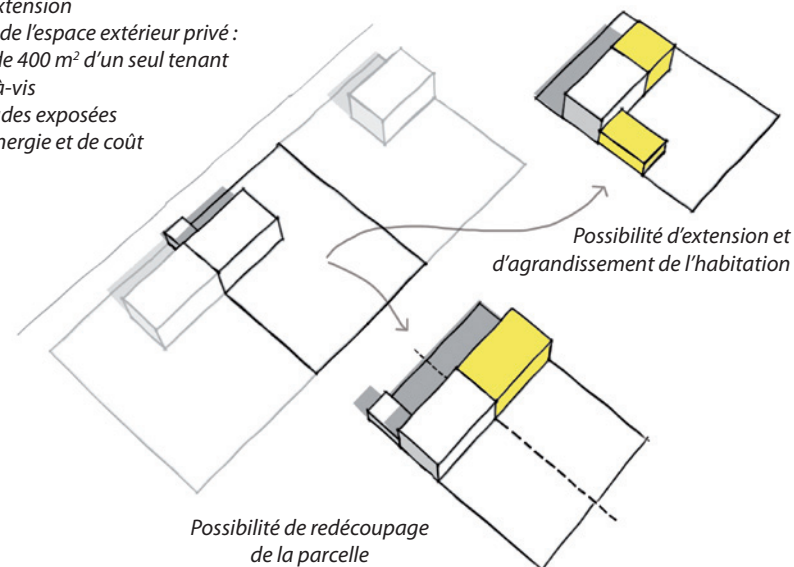 xtension
de l'espace extérieur privé :
de 400 m² d'un seul tenant
à-vis
des exposées
nergie et de coût
Possibilité d'extension et
d'agrandissement de l'habitation
Possibilité de redécoupage
de la parcelle